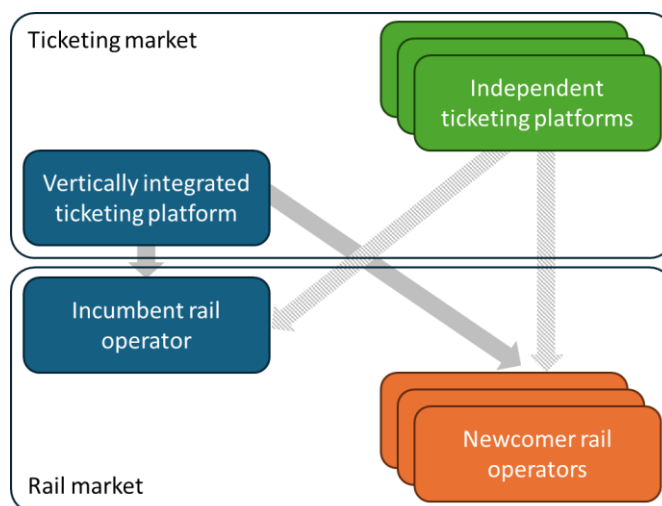 Ticketing market
Independent
ticketing platforms
Vertically integrated
ticketing platform
Incumbent rail
operator
Newcomer rail
operators
Rail market